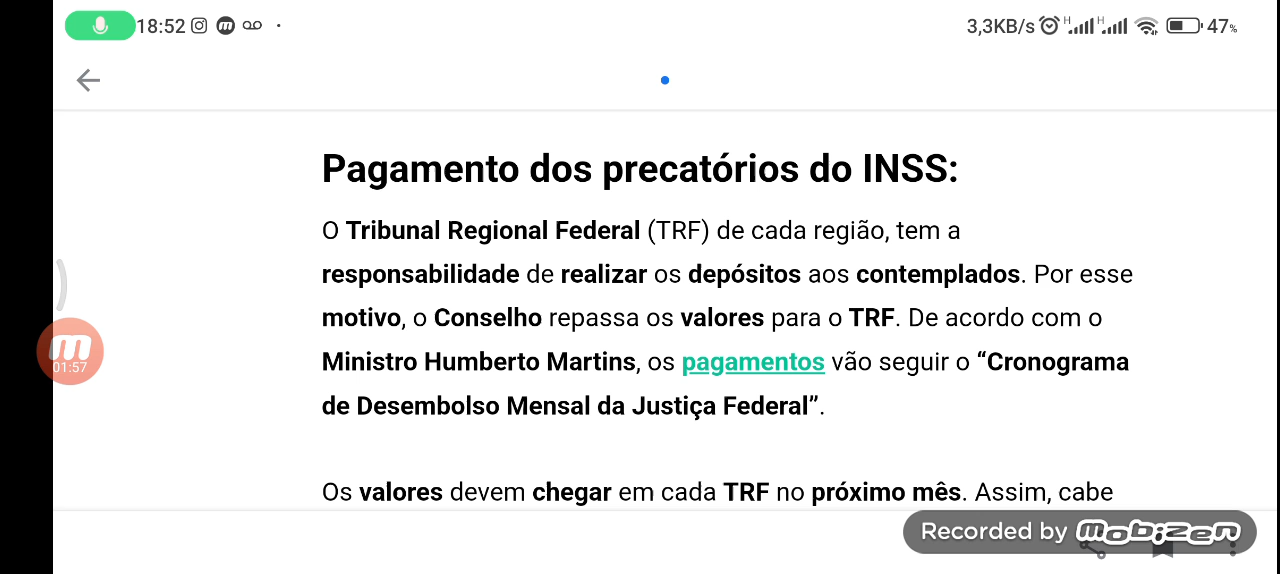 18:52
3,3KB/s H H 47%
Pagamento dos precatórios do INSS:
O Tribunal Regional Federal (TRF) de cada região, tem a
responsabilidade de realizar os depósitos aos contemplados. Por esse
motivo, o Conselho repassa os valores para o TRF. De acordo com o
Ministro Humberto Martins, os pagamentos vão seguir o “Cronograma
de Desembolso Mensal da Justiça Federal”.
m
01:57
Os valores devem chegar em cada TRF no próximo mês. Assim, cabe
Recorded by mobizen